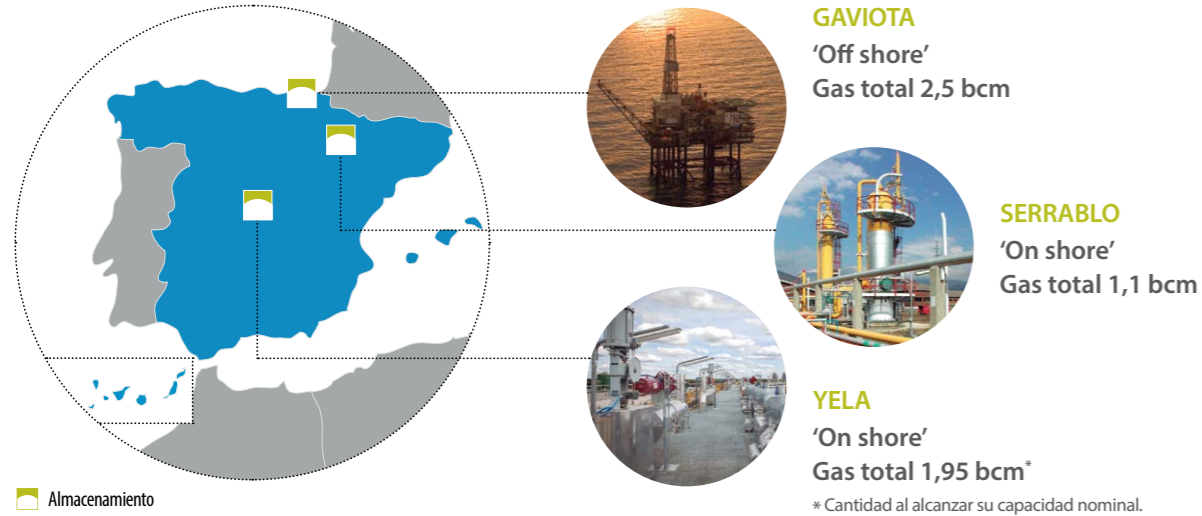 GAVIOTA
‘Off shore’
Gas total 2,5 bcm
SERRABLO
‘On shore’
Gas total 1,1 bcm
YELA
‘On shore’
Gas total 1,95 bcm*
* Cantidad al alcanzar su capacidad nominal.
Almacenamiento